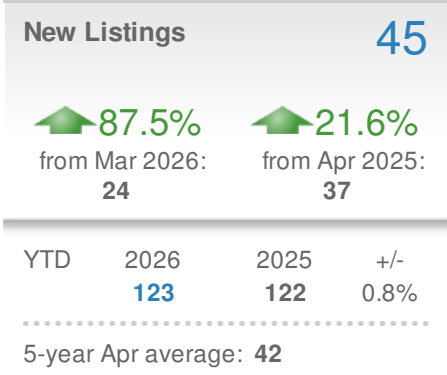 New Listings 45
87.5% 21.6%
from Mar 2026: from Apr 2025:
24 37
YTD 2026 2025 +/-
123 122 0.8%
5-year Apr average: 42